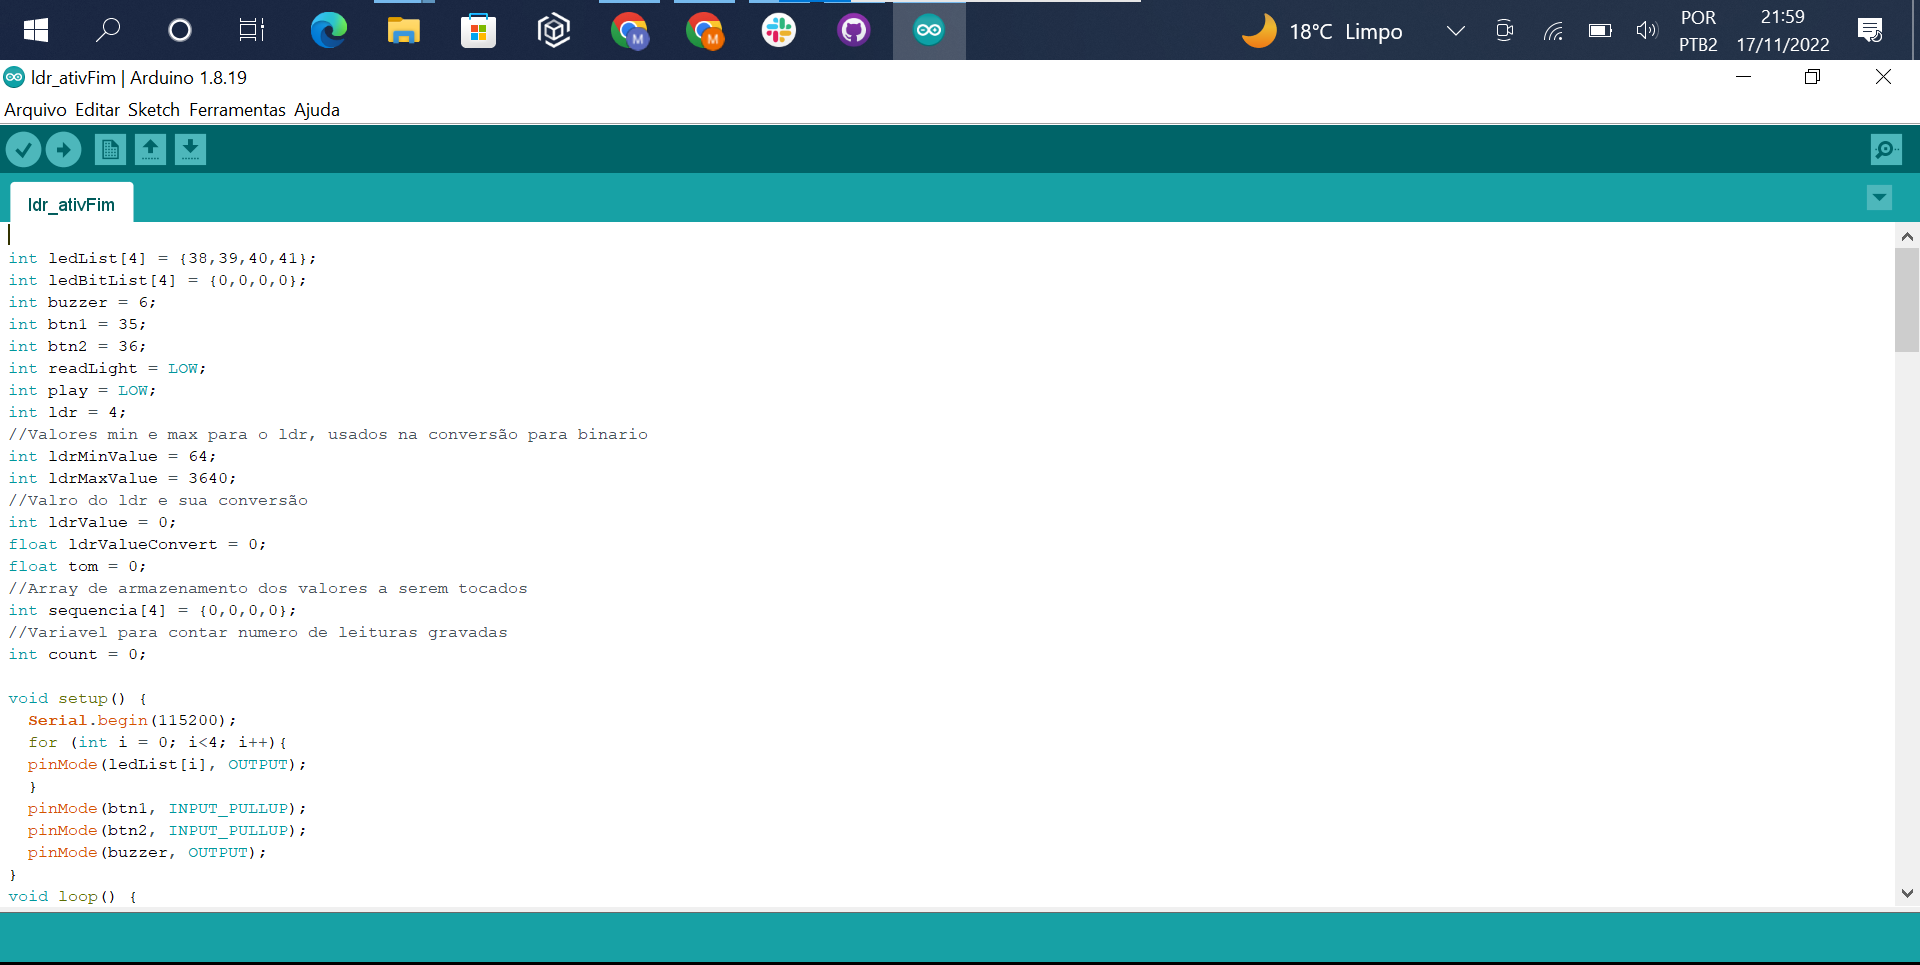 18°C Limpo
POR
PTB2
21:59
17/11/2022
ldr_ativFim | Arduino 1.8.19
Arquivo Editar Sketch Ferramentas Ajuda
ldr_ativFim
int ledList[4] = {38,39,40,41};
int ledBitList[4] = {0,0,0,0};
int buzzer = 6;
int btn1 = 35;
int btn2 = 36;
int readLight = LOW;
int play = LOW;
int ldr = 4;
//Valores min e max para o ldr, usados na conversão para binario
int ldrMinValue = 64;
int ldrMaxValue = 3640;
//Valro do ldr e sua conversão
int ldrValue = 0;
float ldrValueConvert = 0;
float tom = 0;
//Array de armazenamento dos valores a serem tocados
int sequencia[4] = {0,0,0,0};
//Variavel para contar numero de leituras gravadas
int count = 0;
void setup() {
Serial.begin(115200);
for (int i = 0; i<4; i++){
pinMode(ledList[i], OUTPUT);
}
pinMode(btn1, INPUT_PULLUP);
pinMode(btn2, INPUT_PULLUP);
pinMode(buzzer, OUTPUT);
}
void loop() {